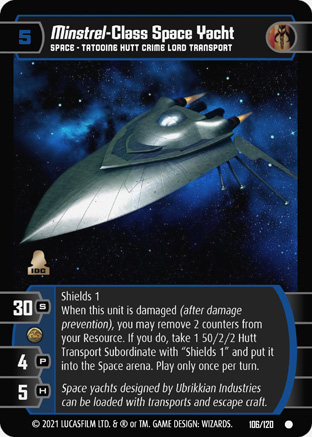 5
Minstrel-Class Space Yacht
SPACE - TATOOINE HUTT CRIME LORD TRANSPORT
IDC
30 S
4 P
5 H
Shields 1
When this unit is damaged (after damage
prevention), you may remove 2 counters from
your Resource. If you do, take 1 50/2/2 Hutt
Transport Subordinate with “Shields 1” and put it
into the Space arena. Play only once per turn.
Space yachts designed by Ubrikkian Industries
can be loaded with transports and escape craft.
© 2021 LUCASFILM LTD. & ® or TM. GAME DESIGN: WIZARDS.
106/120